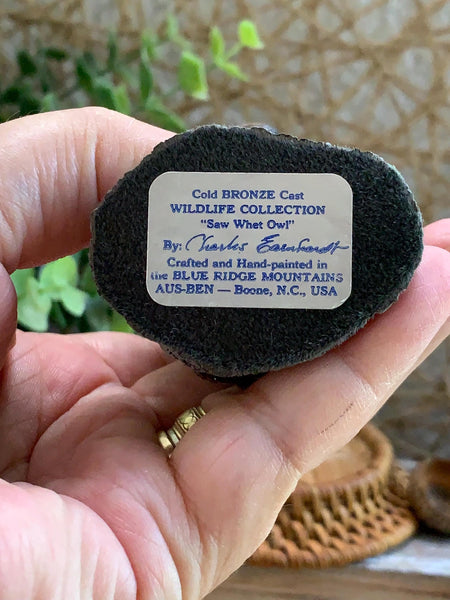 Cold BRONZE Cast
WILDLIFE COLLECTION
"Saw Whet Owl"
By: Charles Earnhardt
Crafted and Hand-painted in
the BLUE RIDGE MOUNTAINS
AUS-BEN — Boone, N.C., USA